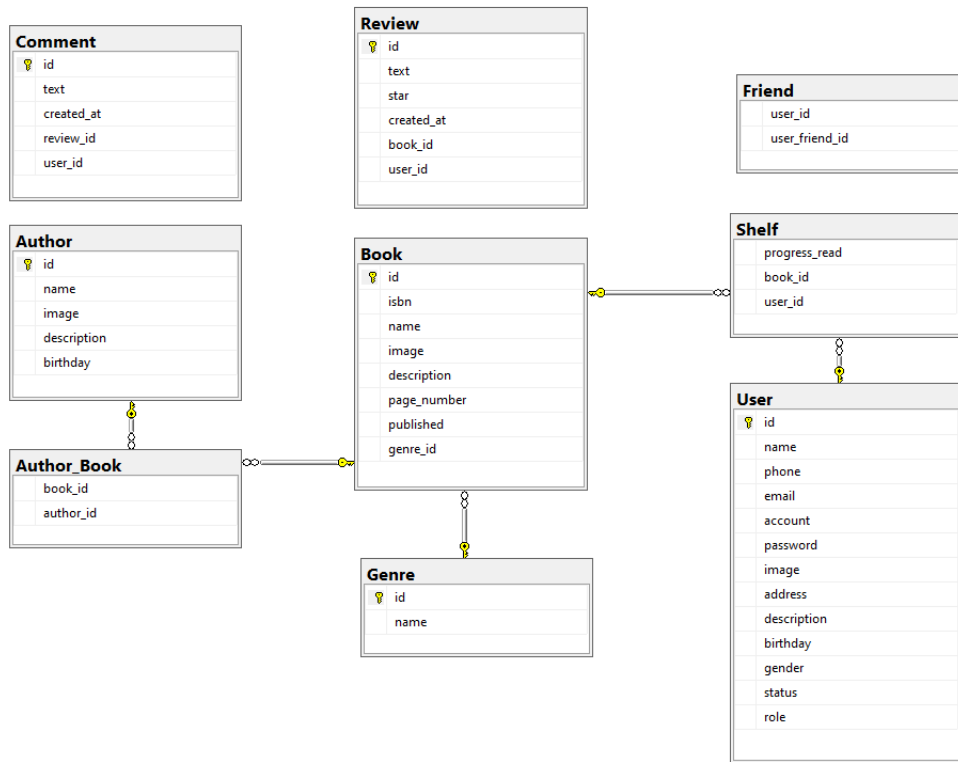 Comment
id
text
created_at
review_id
user_id
Review
id
text
star
created_at
book_id
user_id
Friend
user_id
user_friend_id
Author
id
name
image
description
birthday
Book
id
isbn
name
image
description
page_number
published
genre_id
Shelf
progress_read
book_id
user_id
Author_Book
book_id
author_id
Genre
id
name
User
id
name
phone
email
account
password
image
address
description
birthday
gender
status
role